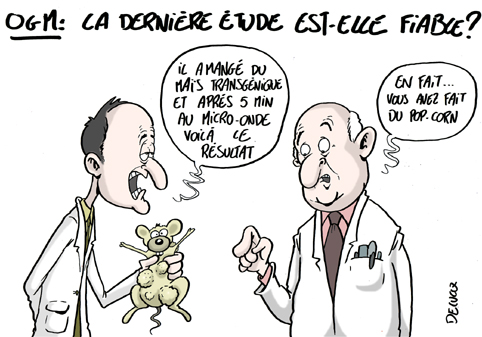 OGM: LA DERNIÈRE ÉTUDE EST-ELLE FIABLE?
IL A MANGÉ DU
MAÏS TRANSGÉNIQUE
ET APRÈS 5 MIN
AU MICRO-ONDE
VOILÀ LE
RÉSULTAT
EN FAIT...
VOUS AVEZ FAIT
DU POP-CORN